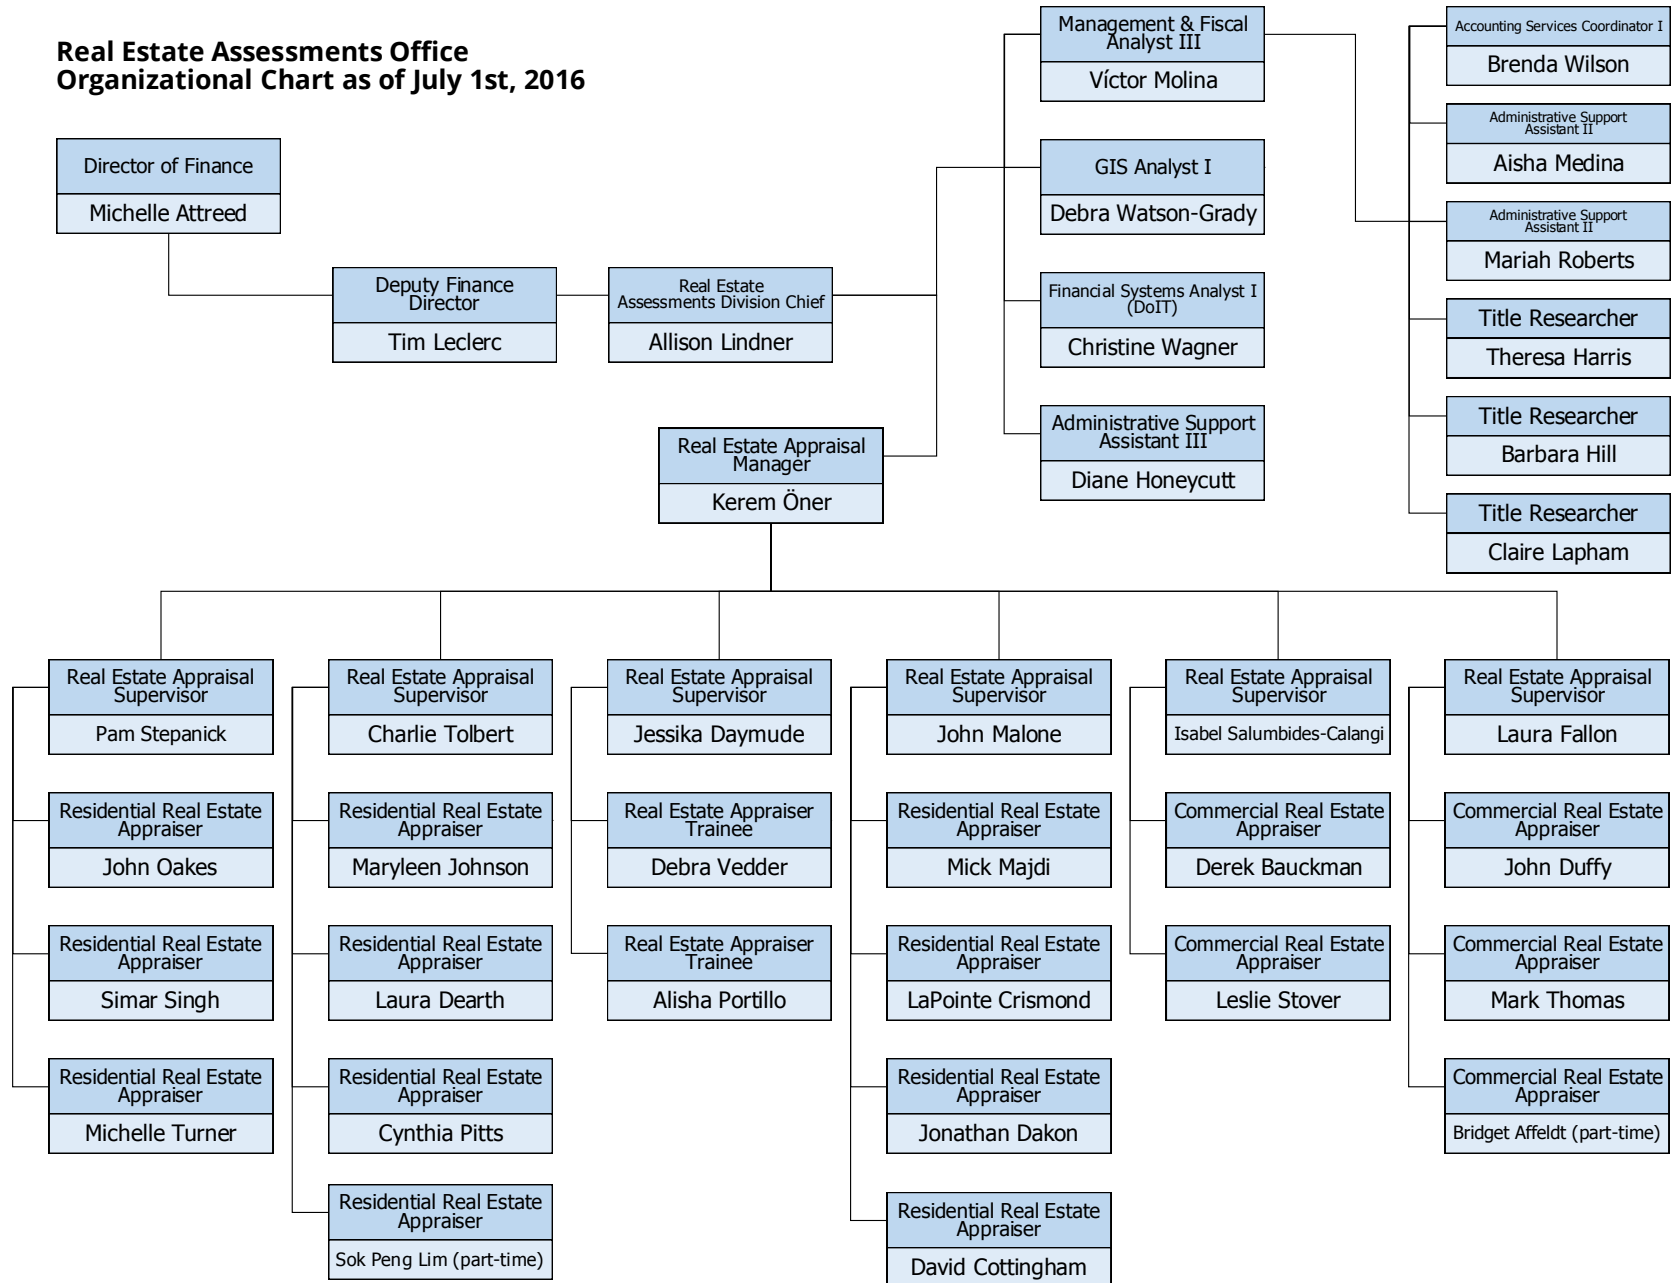 Real Estate Assessments Office
Organizational Chart as of July 1st, 2016
Director of Finance
Michelle Attreed
Deputy Finance
Director
Tim Leclerc
Real Estate
Assessments Division Chief
Allison Lindner
Management & Fiscal
Analyst III
Víctor Molina
GIS Analyst I
Debra Watson-Grady
Financial Systems Analyst I
(DoIT)
Christine Wagner
Administrative Support
Assistant III
Diane Honeycutt
Accounting Services Coordinator I
Brenda Wilson
Administrative Support
Assistant II
Aisha Medina
Administrative Support
Assistant II
Mariah Roberts
Title Researcher
Theresa Harris
Title Researcher
Barbara Hill
Title Researcher
Claire Lapham
Real Estate Appraisal
Manager
Kerem Öner
Real Estate Appraisal
Supervisor
Pam Stepanick
Residential Real Estate
Appraiser
John Oakes
Residential Real Estate
Appraiser
Simar Singh
Residential Real Estate
Appraiser
Michelle Turner
Real Estate Appraisal
Supervisor
Charlie Tolbert
Residential Real Estate
Appraiser
Maryleen Johnson
Residential Real Estate
Appraiser
Laura Dearth
Residential Real Estate
Appraiser
Cynthia Pitts
Residential Real Estate
Appraiser
Sok Peng Lim (part-time)
Real Estate Appraisal
Supervisor
Jessika Daymude
Real Estate Appraiser
Trainee
Debra Vedder
Real Estate Appraiser
Trainee
Alisha Portillo
Real Estate Appraisal
Supervisor
John Malone
Residential Real Estate
Appraiser
Mick Majdi
Residential Real Estate
Appraiser
LaPointe Crismond
Residential Real Estate
Appraiser
Jonathan Dakon
Residential Real Estate
Appraiser
David Cottingham
Real Estate Appraisal
Supervisor
Isabel Salumbides-Calangi
Commercial Real Estate
Appraiser
Derek Bauckman
Commercial Real Estate
Appraiser
Leslie Stover
Real Estate Appraisal
Supervisor
Laura Fallon
Commercial Real Estate
Appraiser
John Duffy
Commercial Real Estate
Appraiser
Mark Thomas
Commercial Real Estate
Appraiser
Bridget Affeldt (part-time)